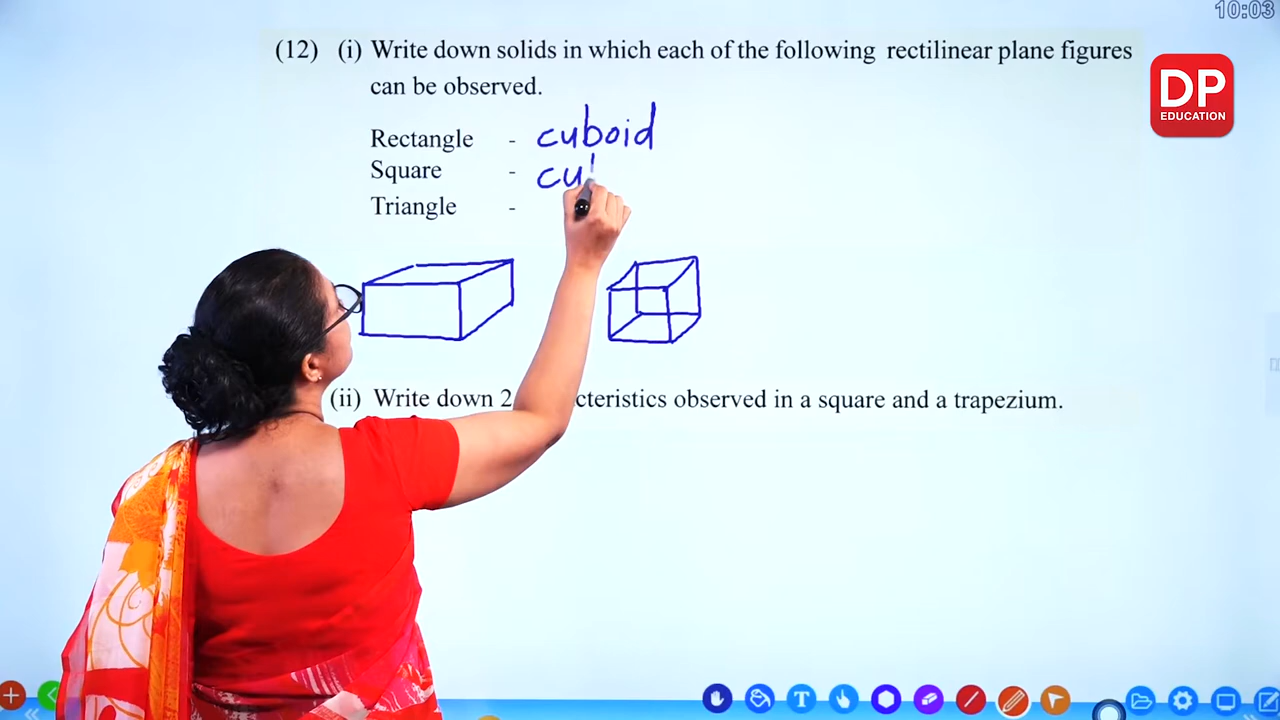 10:03
(12) (i) Write down solids in which each of the following rectilinear plane figures
can be observed.
DP
EDUCATION
Rectangle - cuboid
Square - cu
Triangle -
(ii) Write down 2 observed in a square and a trapezium.